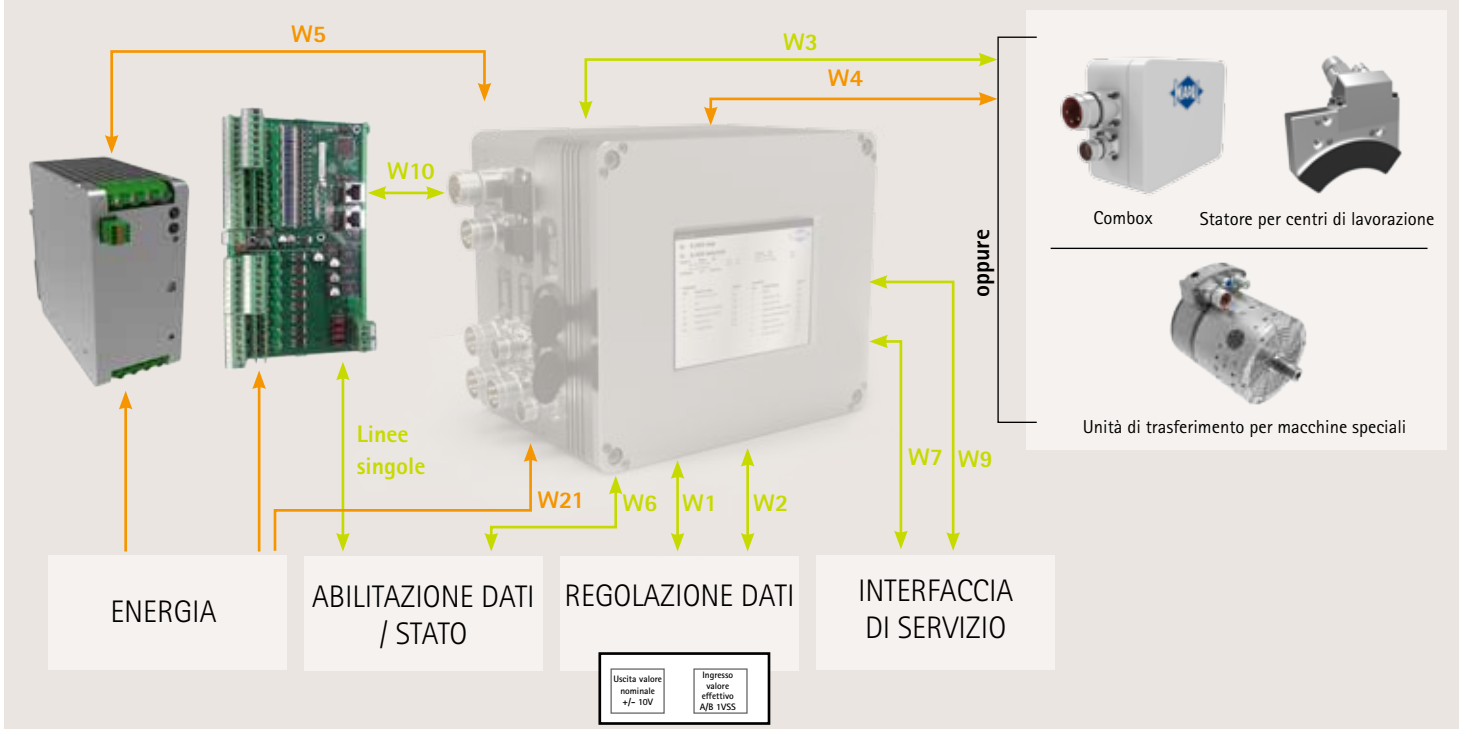 W5
W3
W4
W10
MAPAL
Combox
Statore per centri di lavorazione
oppure
Unità di trasferimento per macchine speciali
Linee
singole
W21
W6
W1
W2
W7
W9
ENERGIA
ABILITAZIONE DATI
/ STATO
REGOLAZIONE DATI
INTERFACCIA
DI SERVIZIO
Uscita valore
nominale
+/- 10V
Ingresso
valore
effettivo
A/B 1VSS